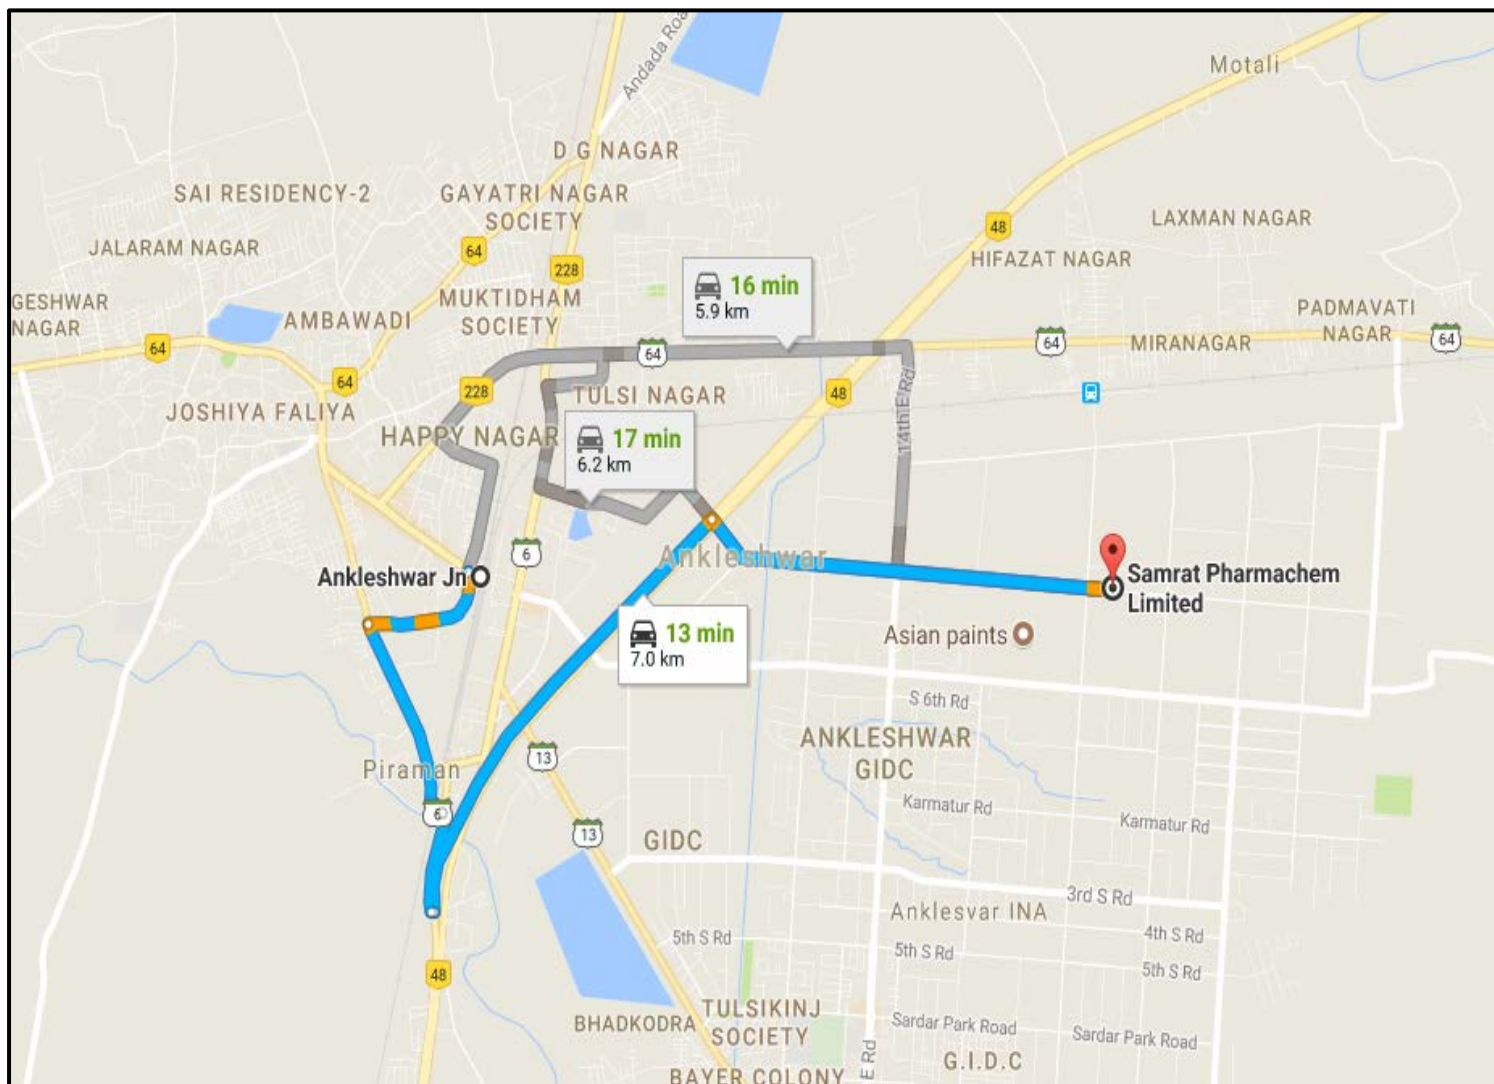 Motali
Andada Roa
D G NAGAR
SAI RESIDENCY-2
GAYATRI NAGAR
SOCIETY
LAXMAN NAGAR
48
JALARAM NAGAR
64
HIFAZAT NAGAR
228
16 min
5.9 km
MUKTIDHAM
SOCIETY
GESHWAR
NAGAR
AMBAWADI
PADMAVATI
NAGAR
64
64
64
MIRANAGAR
64
64
228
TULSI NAGAR
48
JOSHIYA FALIYA
14th E Rd
HAPPY NAGAR
17 min
6.2 km
6
Ankleshwar
Ankleshwar Jn
Samrat Pharmachem
Limited
13 min
7.0 km
Asian paints
S 6th Rd
ANKLESHWAR
GIDC
13
Piraman
6
Karmatur Rd
Karmatur Rd
13
GIDC
3rd S Rd
Anklesvar INA
5th S Rd
4th S Rd
5th S Rd
5th S Rd
48
TULSIKINJ
SOCIETY
BHADKODRA
Sardar Park Road
Sardar Park Road
E Rd
G.I.D.C
BAYER COLONY